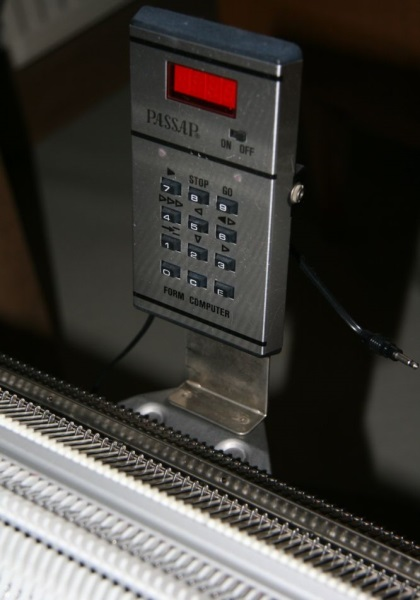 PASSAP®
ON OFF
STOP GO
7 8 9
4 5 6
1 2 3
0 C E
FORM COMPUTER